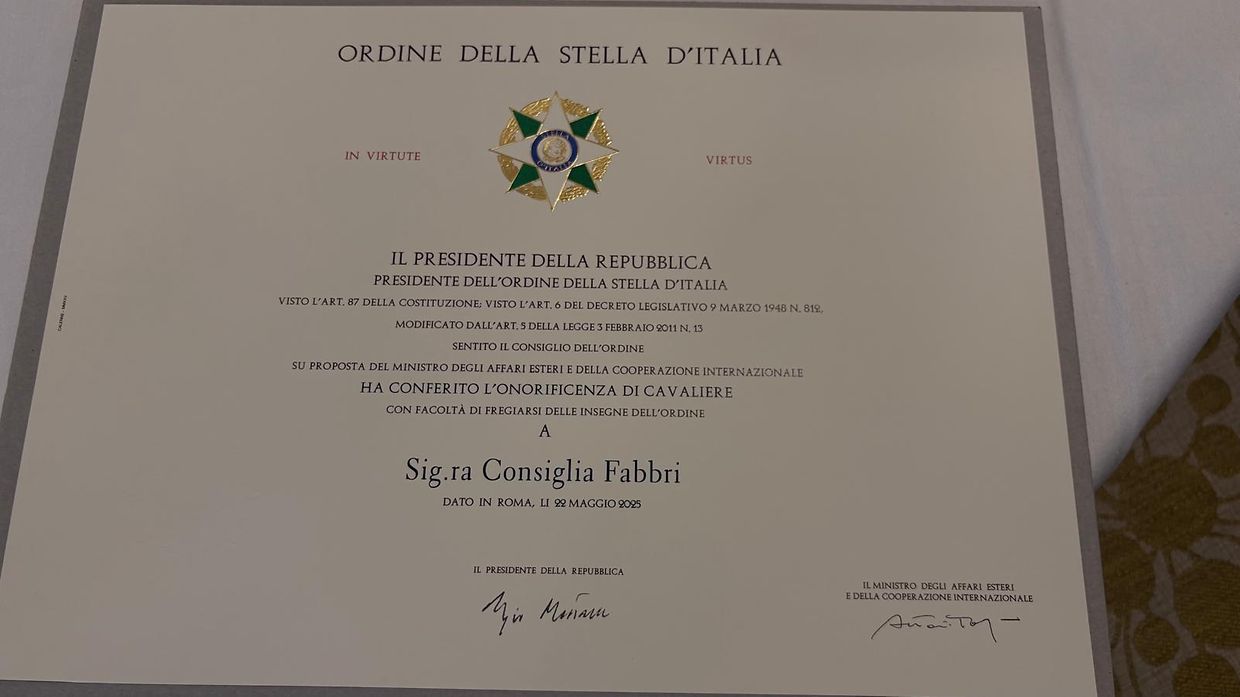 ORDINE DELLA STELLA D'ITALIA
STELLA
D'ITALIA
IN VIRTUTE
VIRTUS
IL PRESIDENTE DELLA REPUBBLICA
PRESIDENTE DELL'ORDINE DELLA STELLA D'ITALIA
VISTO L'ART. 87 DELLA COSTITUZIONE; VISTO L'ART. 6 DEL DECRETO LEGISLATIVO 9 MARZO 1948 N. 812,
MODIFICATO DALL'ART. 5 DELLA LEGGE 3 FEBBRAIO 2011 N. 13
SENTITO IL CONSIGLIO DELL'ORDINE
SU PROPOSTA DEL MINISTRO DEGLI AFFARI ESTERI E DELLA COOPERAZIONE INTERNAZIONALE
HA CONFERITO L'ONORIFICENZA DI CAVALIERE
CON FACOLTÀ DI FREGIARSI DELLE INSEGNE DELL'ORDINE
A
Sig.ra Consiglia Fabbri
DATO IN ROMA, LI 22 MAGGIO 2025
IL PRESIDENTE DELLA REPUBBLICA
IL MINISTRO DEGLI AFFARI ESTERI
E DELLA COOPERAZIONE INTERNAZIONALE